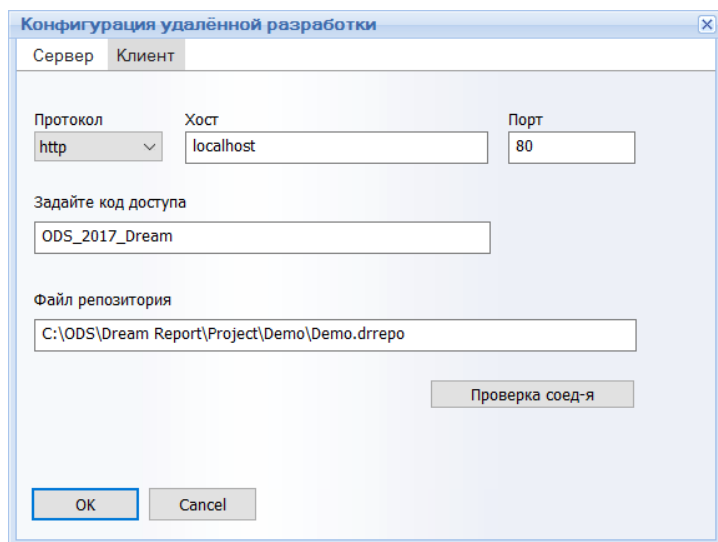 Конфигурация удалённой разработки
Сервер Клиент
Протокол Хост Порт
http localhost 80
Задайте код доступа
ODS_2017_Dream
Файл репозитория
C:\ODS\Dream Report\Project\Demo\Demo.drrepo
Проверка соед-я
OK Cancel